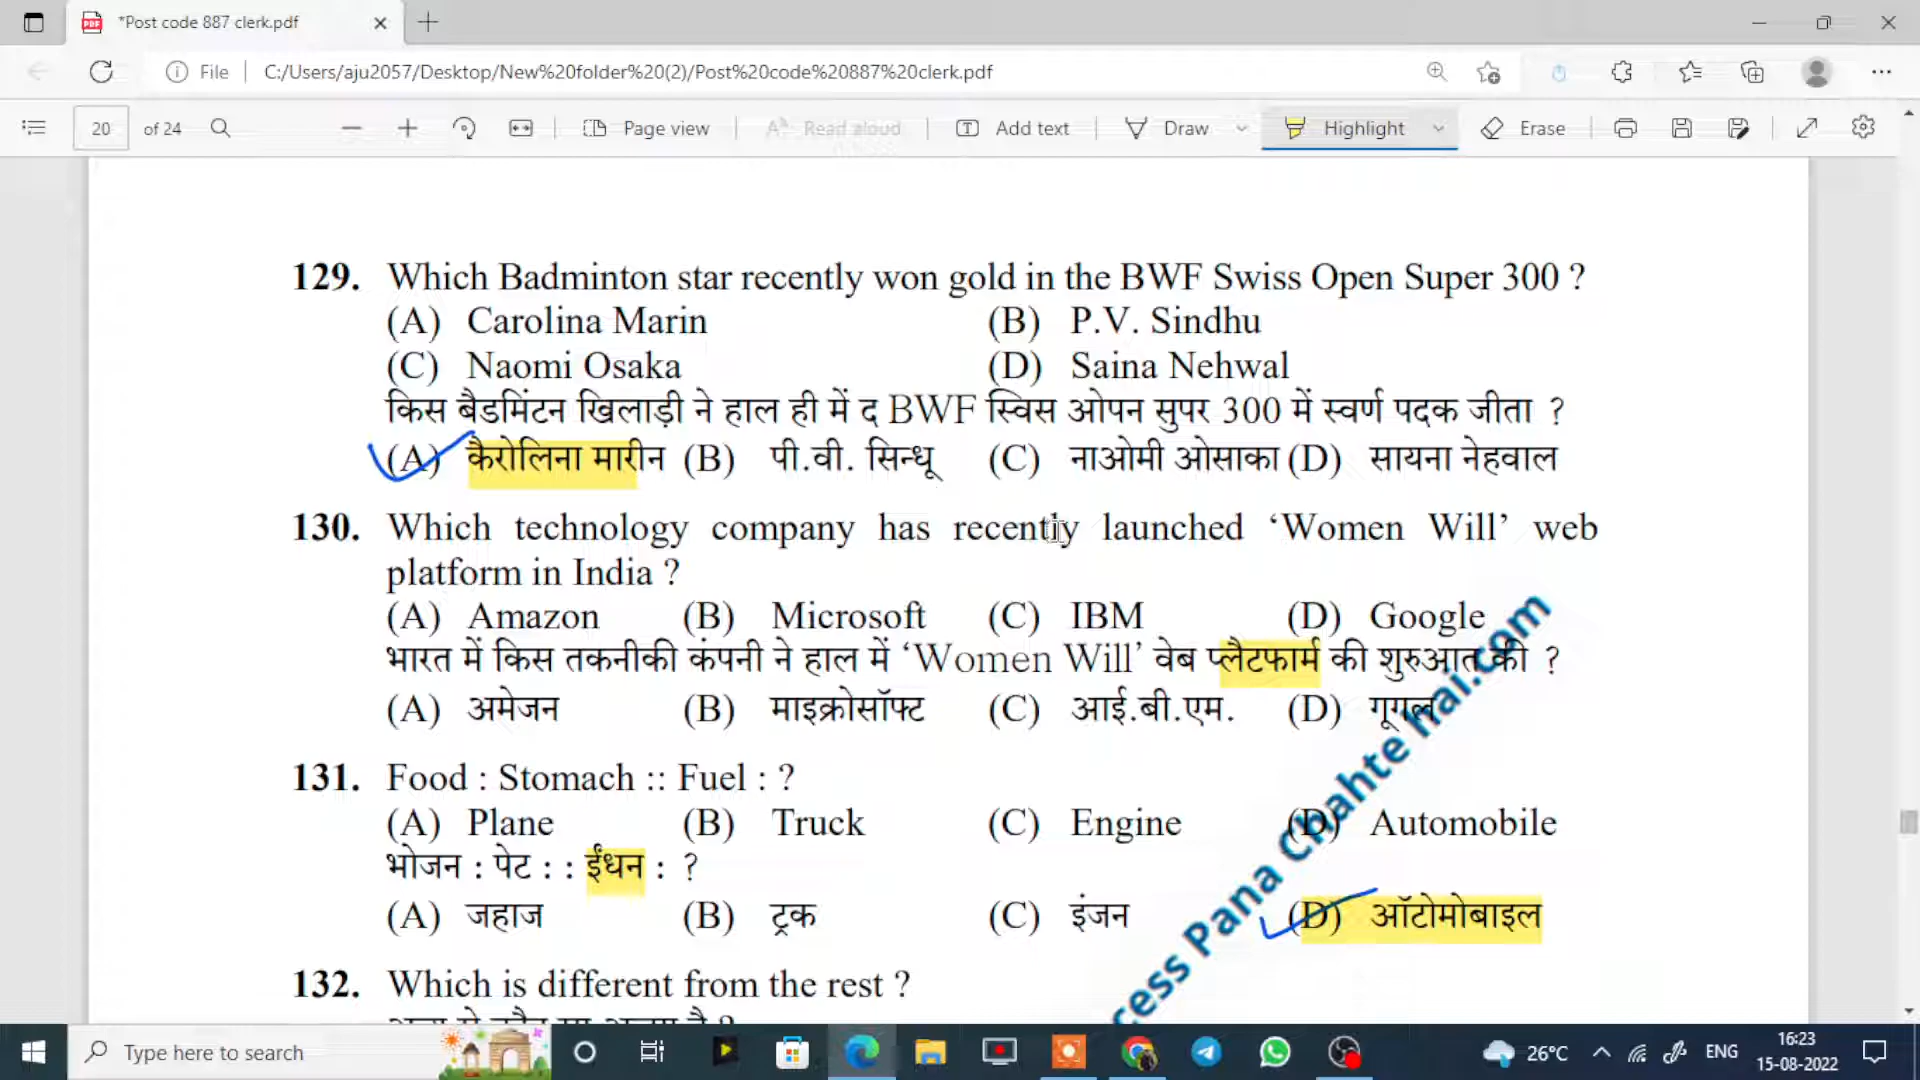 *Post code 887 clerk.pdf
File
C:/Users/aju2057/Desktop/New%20folder%20(2)/Post%20code%20887%20clerk.pdf
20 of 24
Page view
Read aloud
Add text
Draw
Highlight
Erase
129. Which Badminton star recently won gold in the BWF Swiss Open Super 300 ?
(A) Carolina Marin (B) P.V. Sindhu
(C) Naomi Osaka (D) Saina Nehwal
किस बैडमिंटन खिलाड़ी ने हाल ही में द BWF स्विस ओपन सुपर 300 में स्वर्ण पदक जीता ?
(A) कैरोलिना मारीन (B) पी.वी. सिन्धू (C) नाओमी ओसाका (D) सायना नेहवाल
130. Which technology company has recently launched ‘Women Will’ web
platform in India ?
(A) Amazon (B) Microsoft (C) IBM (D) Google
भारत में किस तकनीकी कंपनी ने हाल में ‘Women Will’ वेब प्लैटफार्म की शुरुआत की ?
(A) अमेजन (B) माइक्रोसॉफ्ट (C) आई.बी.एम. (D) गूगल
131. Food : Stomach :: Fuel : ?
(A) Plane (B) Truck (C) Engine (D) Automobile
भोजन : पेट : : ईंधन : ?
(A) जहाज (B) ट्रक (C) इंजन (D) ऑटोमोबाइल
132. Which is different from the rest ?
cess Pana Chahte hai.com
Type here to search
26°C
ENG
16:23
15-08-2022